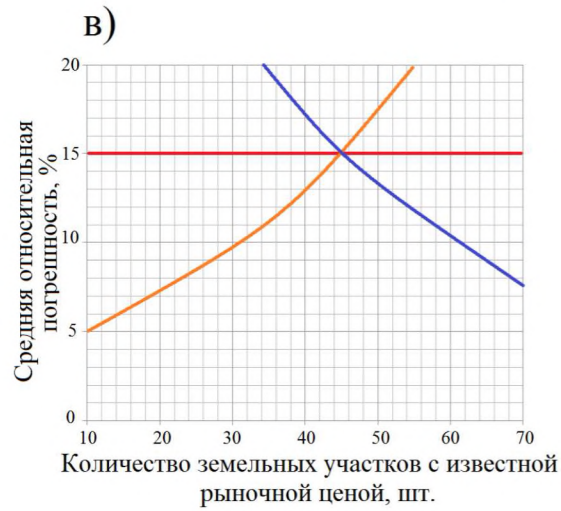 в)
Средняя относительная
погрешность, %
20
15
10
5
0
10 20 30 40 50 60 70
Количество земельных участков с известной
рыночной ценой, шт.